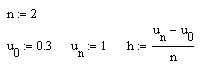 n := 2
u₀ := 0.3 uₙ := 1 h := (uₙ − u₀)/n